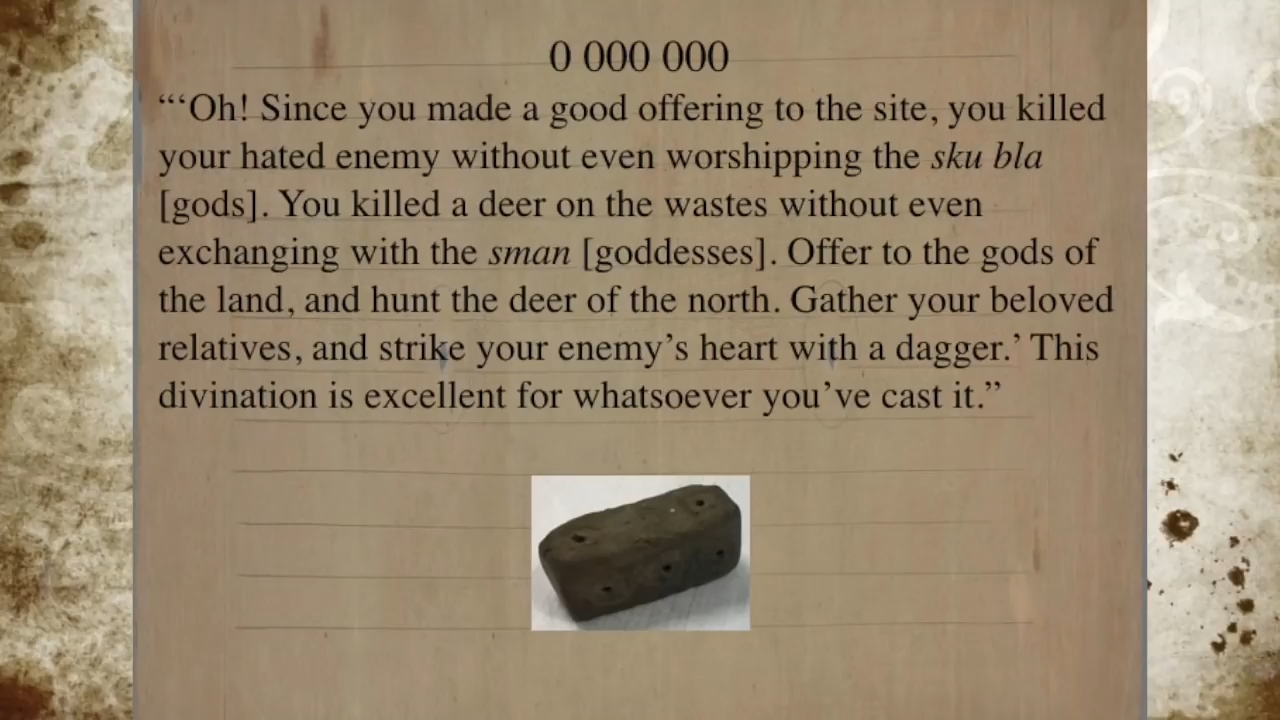 0 000 000
“‘Oh! Since you made a good offering to the site, you killed
your hated enemy without even worshipping the sku bla
[gods]. You killed a deer on the wastes without even
exchanging with the sman [goddesses]. Offer to the gods of
the land, and hunt the deer of the north. Gather your beloved
relatives, and strike your enemy’s heart with a dagger.’ This
divination is excellent for whatsoever you’ve cast it.”